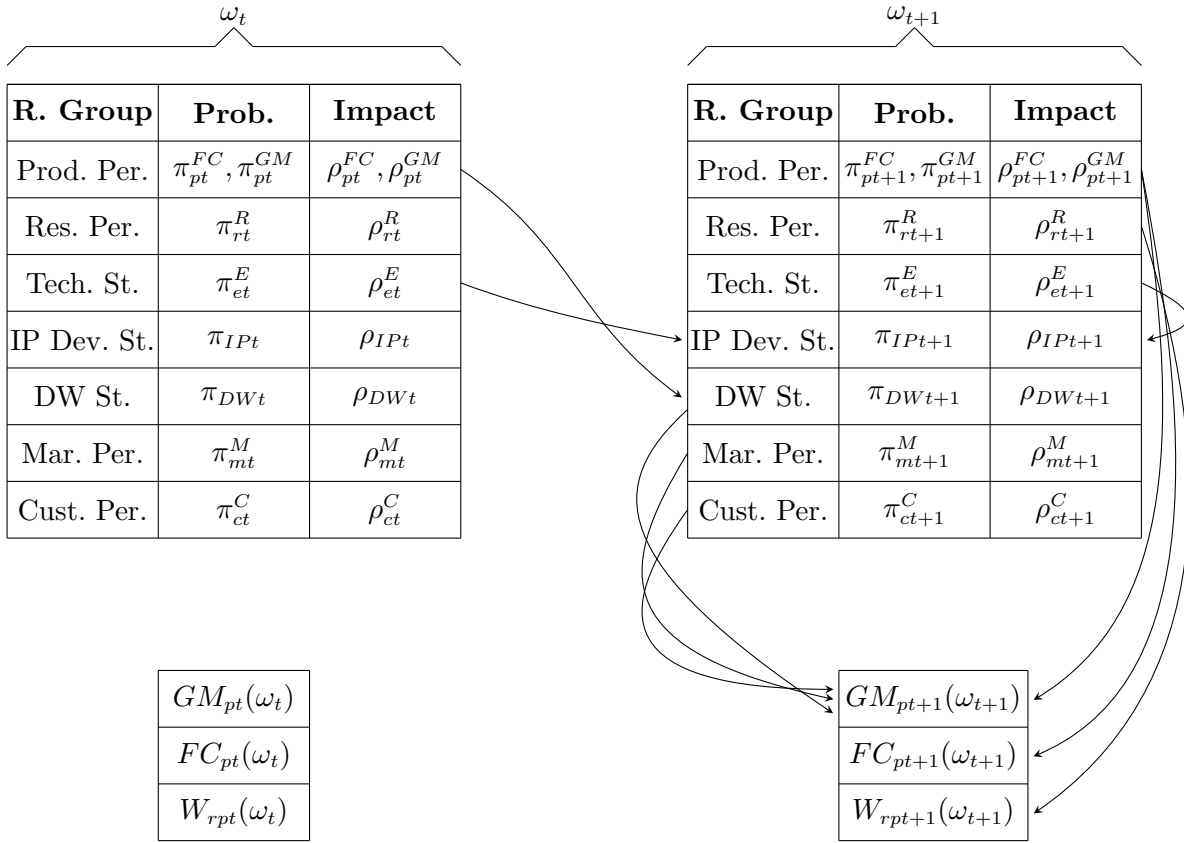 ω_t ω_{t+1}
R. Group Prob. Impact R. Group Prob. Impact
Prod. Per. π_{pt}^{FC}, π_{pt}^{GM} ρ_{pt}^{FC}, ρ_{pt}^{GM} Prod. Per. π_{pt+1}^{FC}, π_{pt+1}^{GM} ρ_{pt+1}^{FC}, ρ_{pt+1}^{GM}
Res. Per. π_{rt}^{R} ρ_{rt}^{R} Res. Per. π_{rt+1}^{R} ρ_{rt+1}^{R}
Tech. St. π_{et}^{E} ρ_{et}^{E} Tech. St. π_{et+1}^{E} ρ_{et+1}^{E}
IP Dev. St. π_{IPt} ρ_{IPt} IP Dev. St. π_{IPt+1} ρ_{IPt+1}
DW St. π_{DWt} ρ_{DWt} DW St. π_{DWt+1} ρ_{DWt+1}
Mar. Per. π_{mt}^{M} ρ_{mt}^{M} Mar. Per. π_{mt+1}^{M} ρ_{mt+1}^{M}
Cust. Per. π_{ct}^{C} ρ_{ct}^{C} Cust. Per. π_{ct+1}^{C} ρ_{ct+1}^{C}
GM_{pt}(ω_t) GM_{pt+1}(ω_{t+1})
FC_{pt}(ω_t) FC_{pt+1}(ω_{t+1})
W_{rpt}(ω_t) W_{rpt+1}(ω_{t+1})